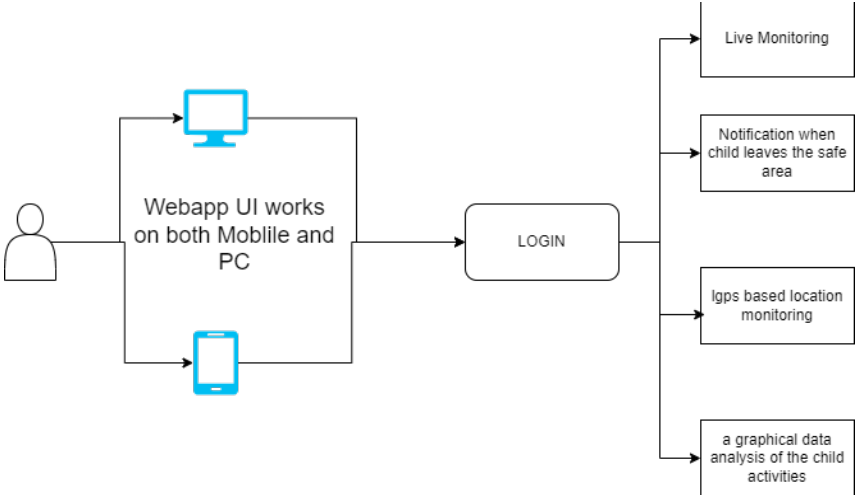 Live Monitoring
Notification when
child leaves the safe
area
Webapp UI works
on both Moblile and
PC
LOGIN
Igps based location
monitoring
a graphical data
analysis of the child
activities